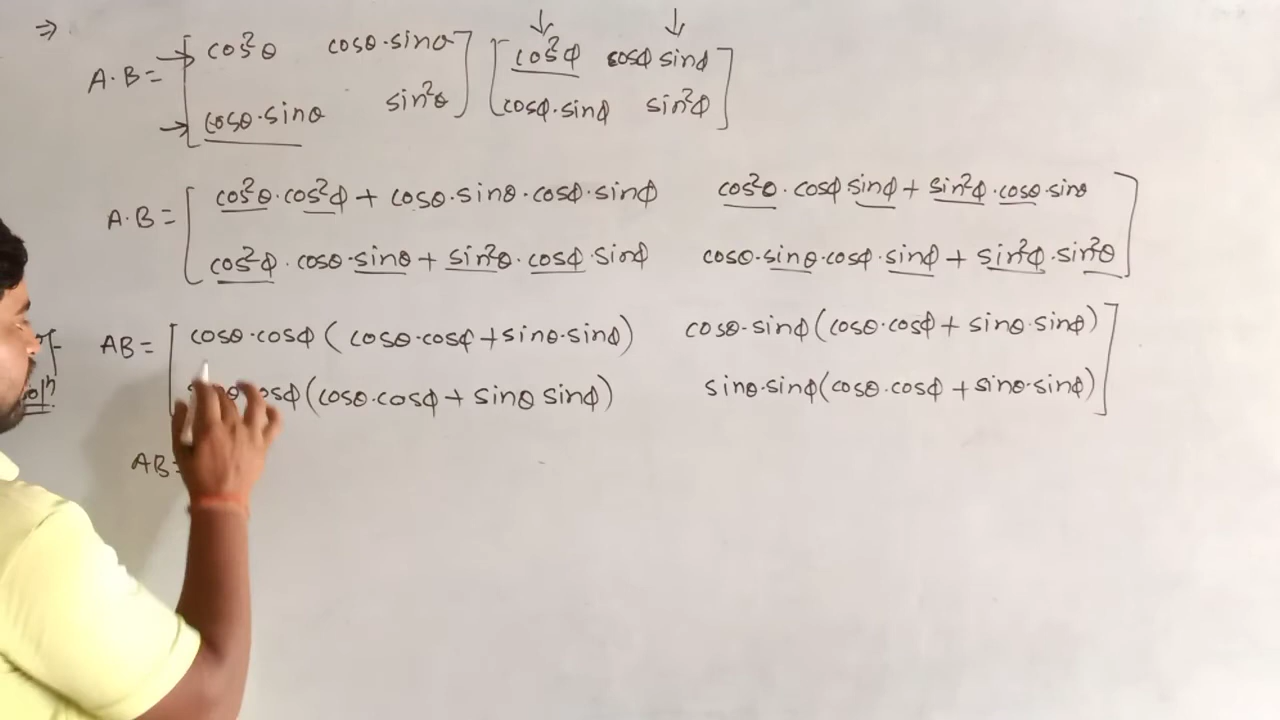 ⇒
A·B = [ cos²θ cosθ·sinθ ] [ cos²φ cosφ sinφ ]
[ cosθ·sinθ sin²θ ] [ cosφ·sinφ sin²φ ]
A·B = [ cos²θ·cos²φ + cosθ·sinθ·cosφ·sinφ cos²θ·cosφ sinφ + sin²φ·cosθ·sinθ ]
[ cos²φ·cosθ·sinθ + sin²θ·cosφ·sinφ cosθ·sinθ·cosφ·sinφ + sin²φ·sin²θ ]
AB = [ cosθ·cosφ (cosθ·cosφ + sinθ·sinφ) cosθ·sinφ (cosθ·cosφ + sinθ·sinφ) ]
(cosθ·cosφ + sinθ sinφ) sinθ·sinφ (cosθ·cosφ + sinθ·sinφ) ]
AB =